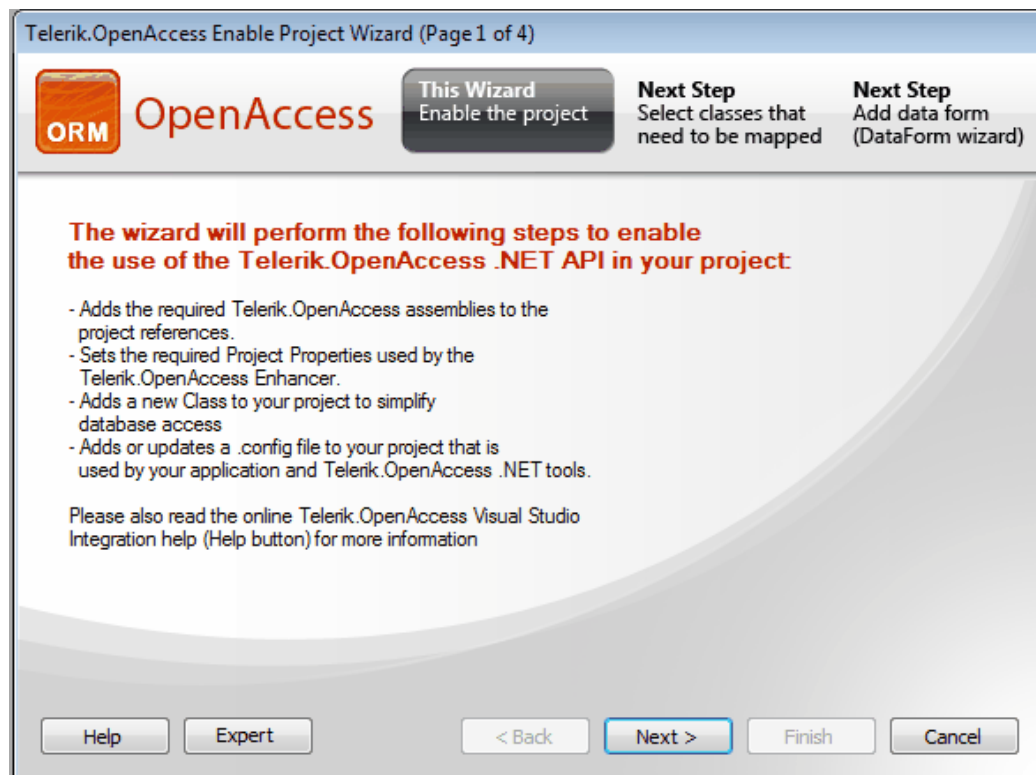 Telerik.OpenAccess Enable Project Wizard (Page 1 of 4)
ORM
OpenAccess
This Wizard
Enable the project
Next Step
Select classes that
need to be mapped
Next Step
Add data form
(DataForm wizard)
The wizard will perform the following steps to enable
the use of the Telerik.OpenAccess .NET API in your project:
- Adds the required Telerik.OpenAccess assemblies to the
project references.
- Sets the required Project Properties used by the
Telerik.OpenAccess Enhancer.
- Adds a new Class to your project to simplify
database access
- Adds or updates a .config file to your project that is
used by your application and Telerik.OpenAccess .NET tools.
Please also read the online Telerik.OpenAccess Visual Studio
Integration help (Help button) for more information
Help
Expert
< Back
Next >
Finish
Cancel